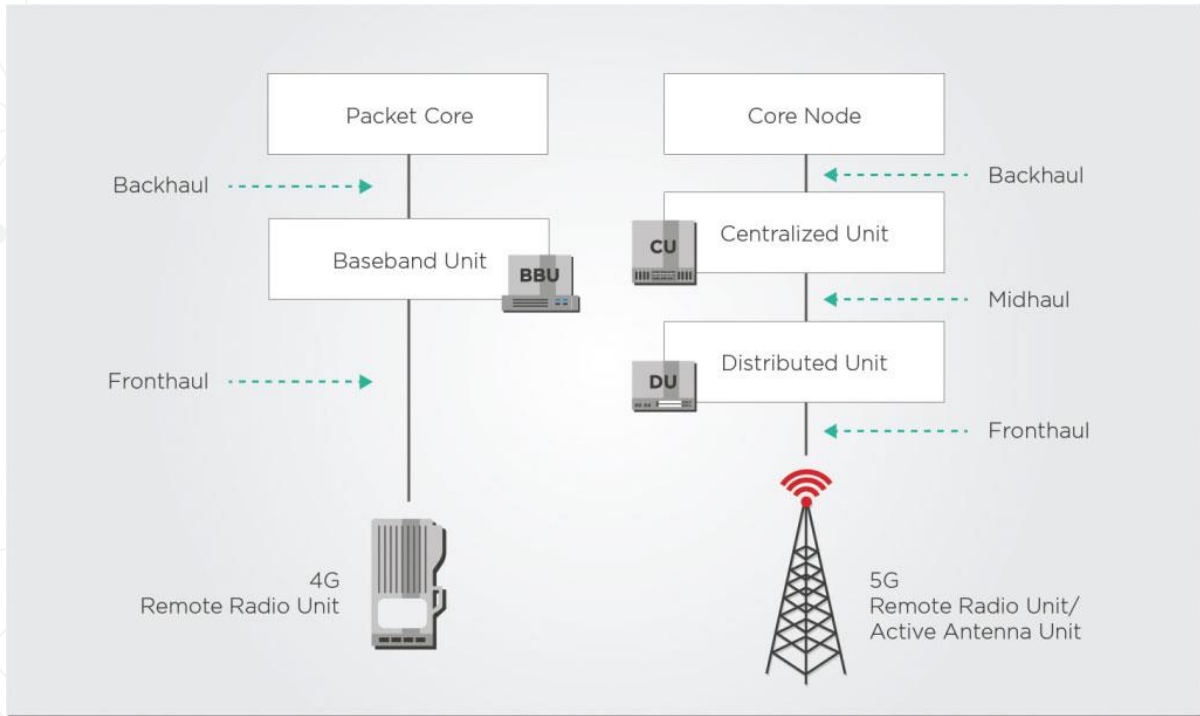 Packet Core
Backhaul
Baseband Unit
BBU
Fronthaul
4G
Remote Radio Unit
Core Node
Backhaul
CU
Centralized Unit
Midhaul
DU
Distributed Unit
Fronthaul
5G
Remote Radio Unit/
Active Antenna Unit